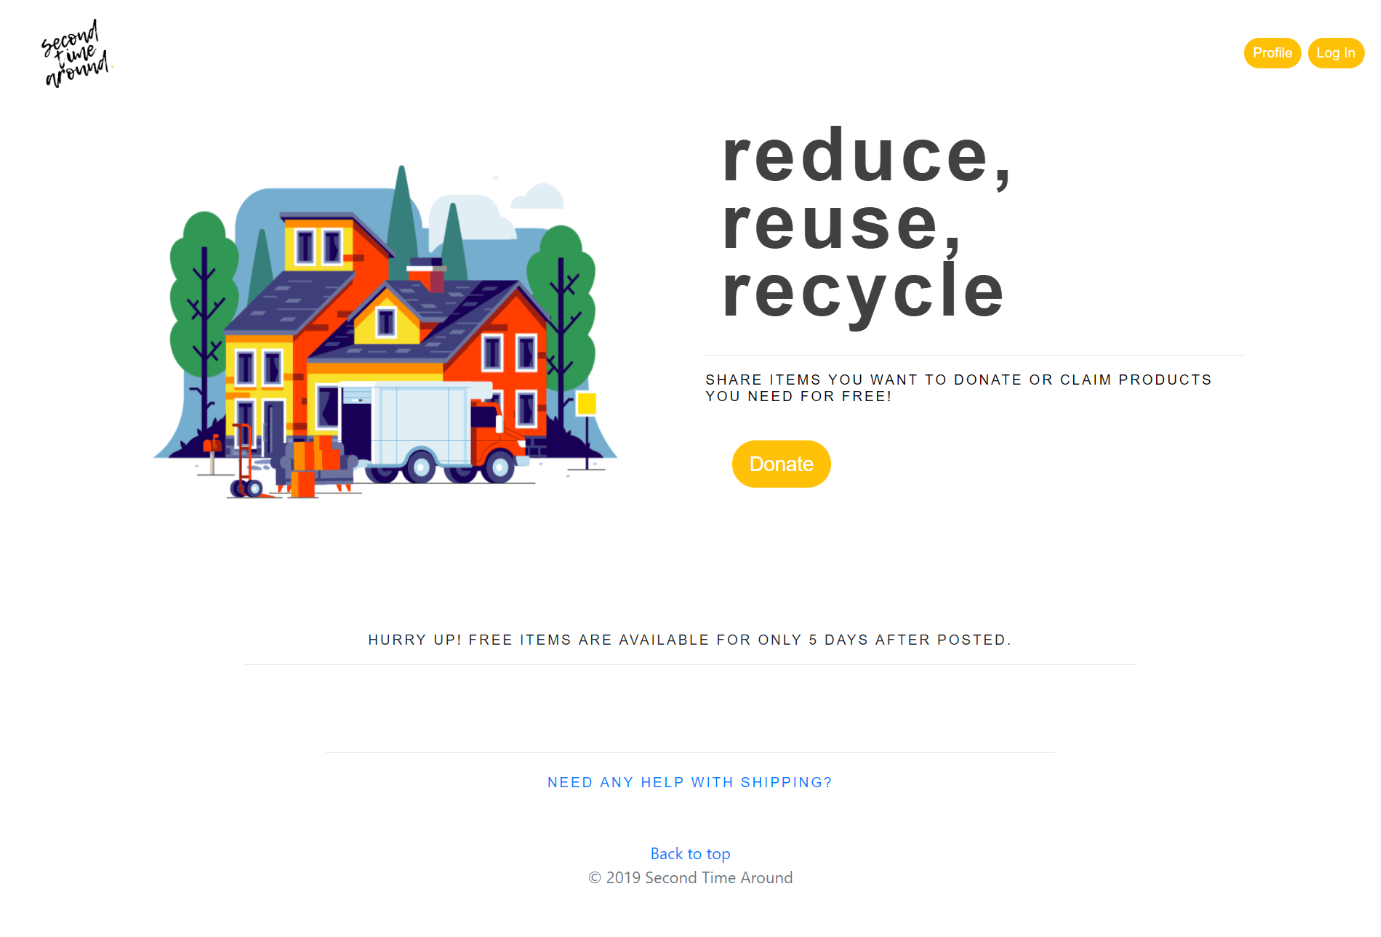 second
time
around.
Profile
Log In
reduce,
reuse,
recycle
SHARE ITEMS YOU WANT TO DONATE OR CLAIM PRODUCTS
YOU NEED FOR FREE!
Donate
HURRY UP! FREE ITEMS ARE AVAILABLE FOR ONLY 5 DAYS AFTER POSTED.
NEED ANY HELP WITH SHIPPING?
Back to top
© 2019 Second Time Around